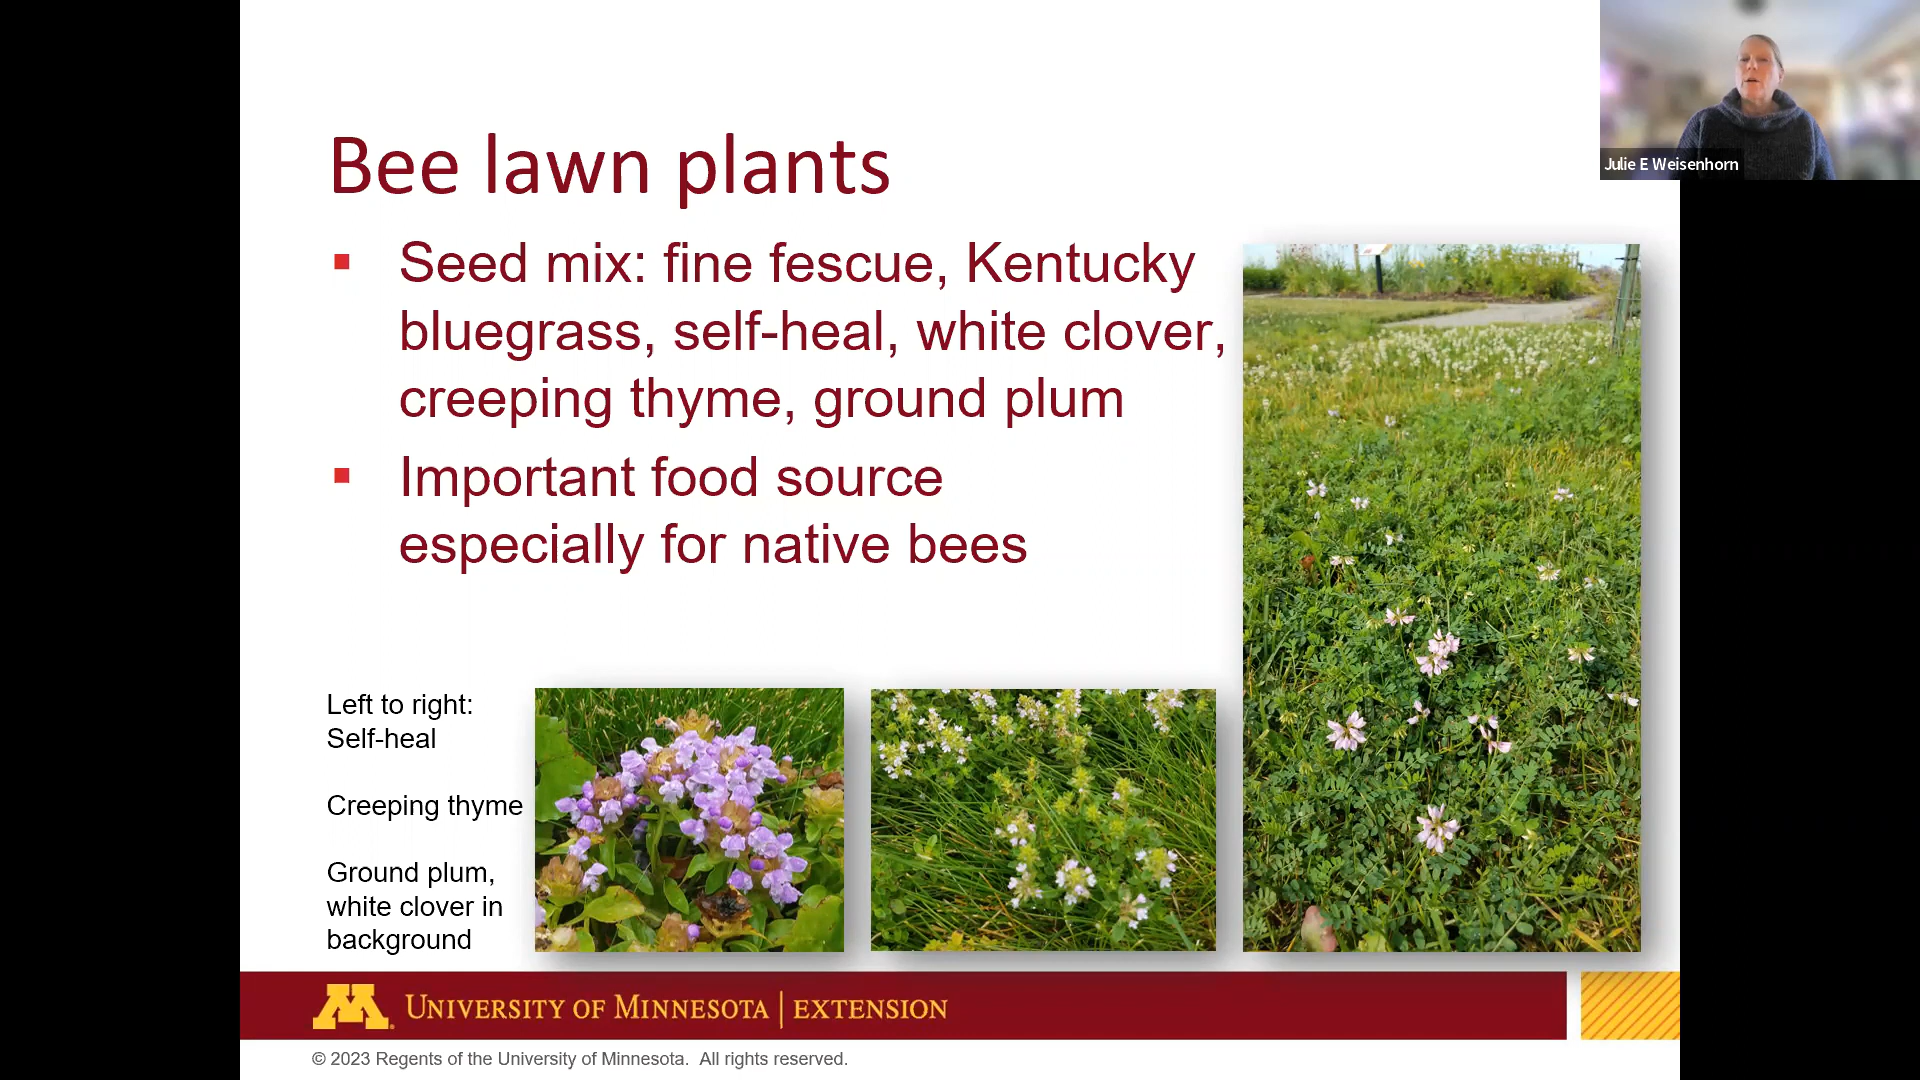 Julie E Weisenhorn
Bee lawn plants
Seed mix: fine fescue, Kentucky
bluegrass, self-heal, white clover,
creeping thyme, ground plum
Important food source
especially for native bees
Left to right:
Self-heal
Creeping thyme
Ground plum,
white clover in
background
M
UNIVERSITY OF MINNESOTA | EXTENSION
© 2023 Regents of the University of Minnesota. All rights reserved.